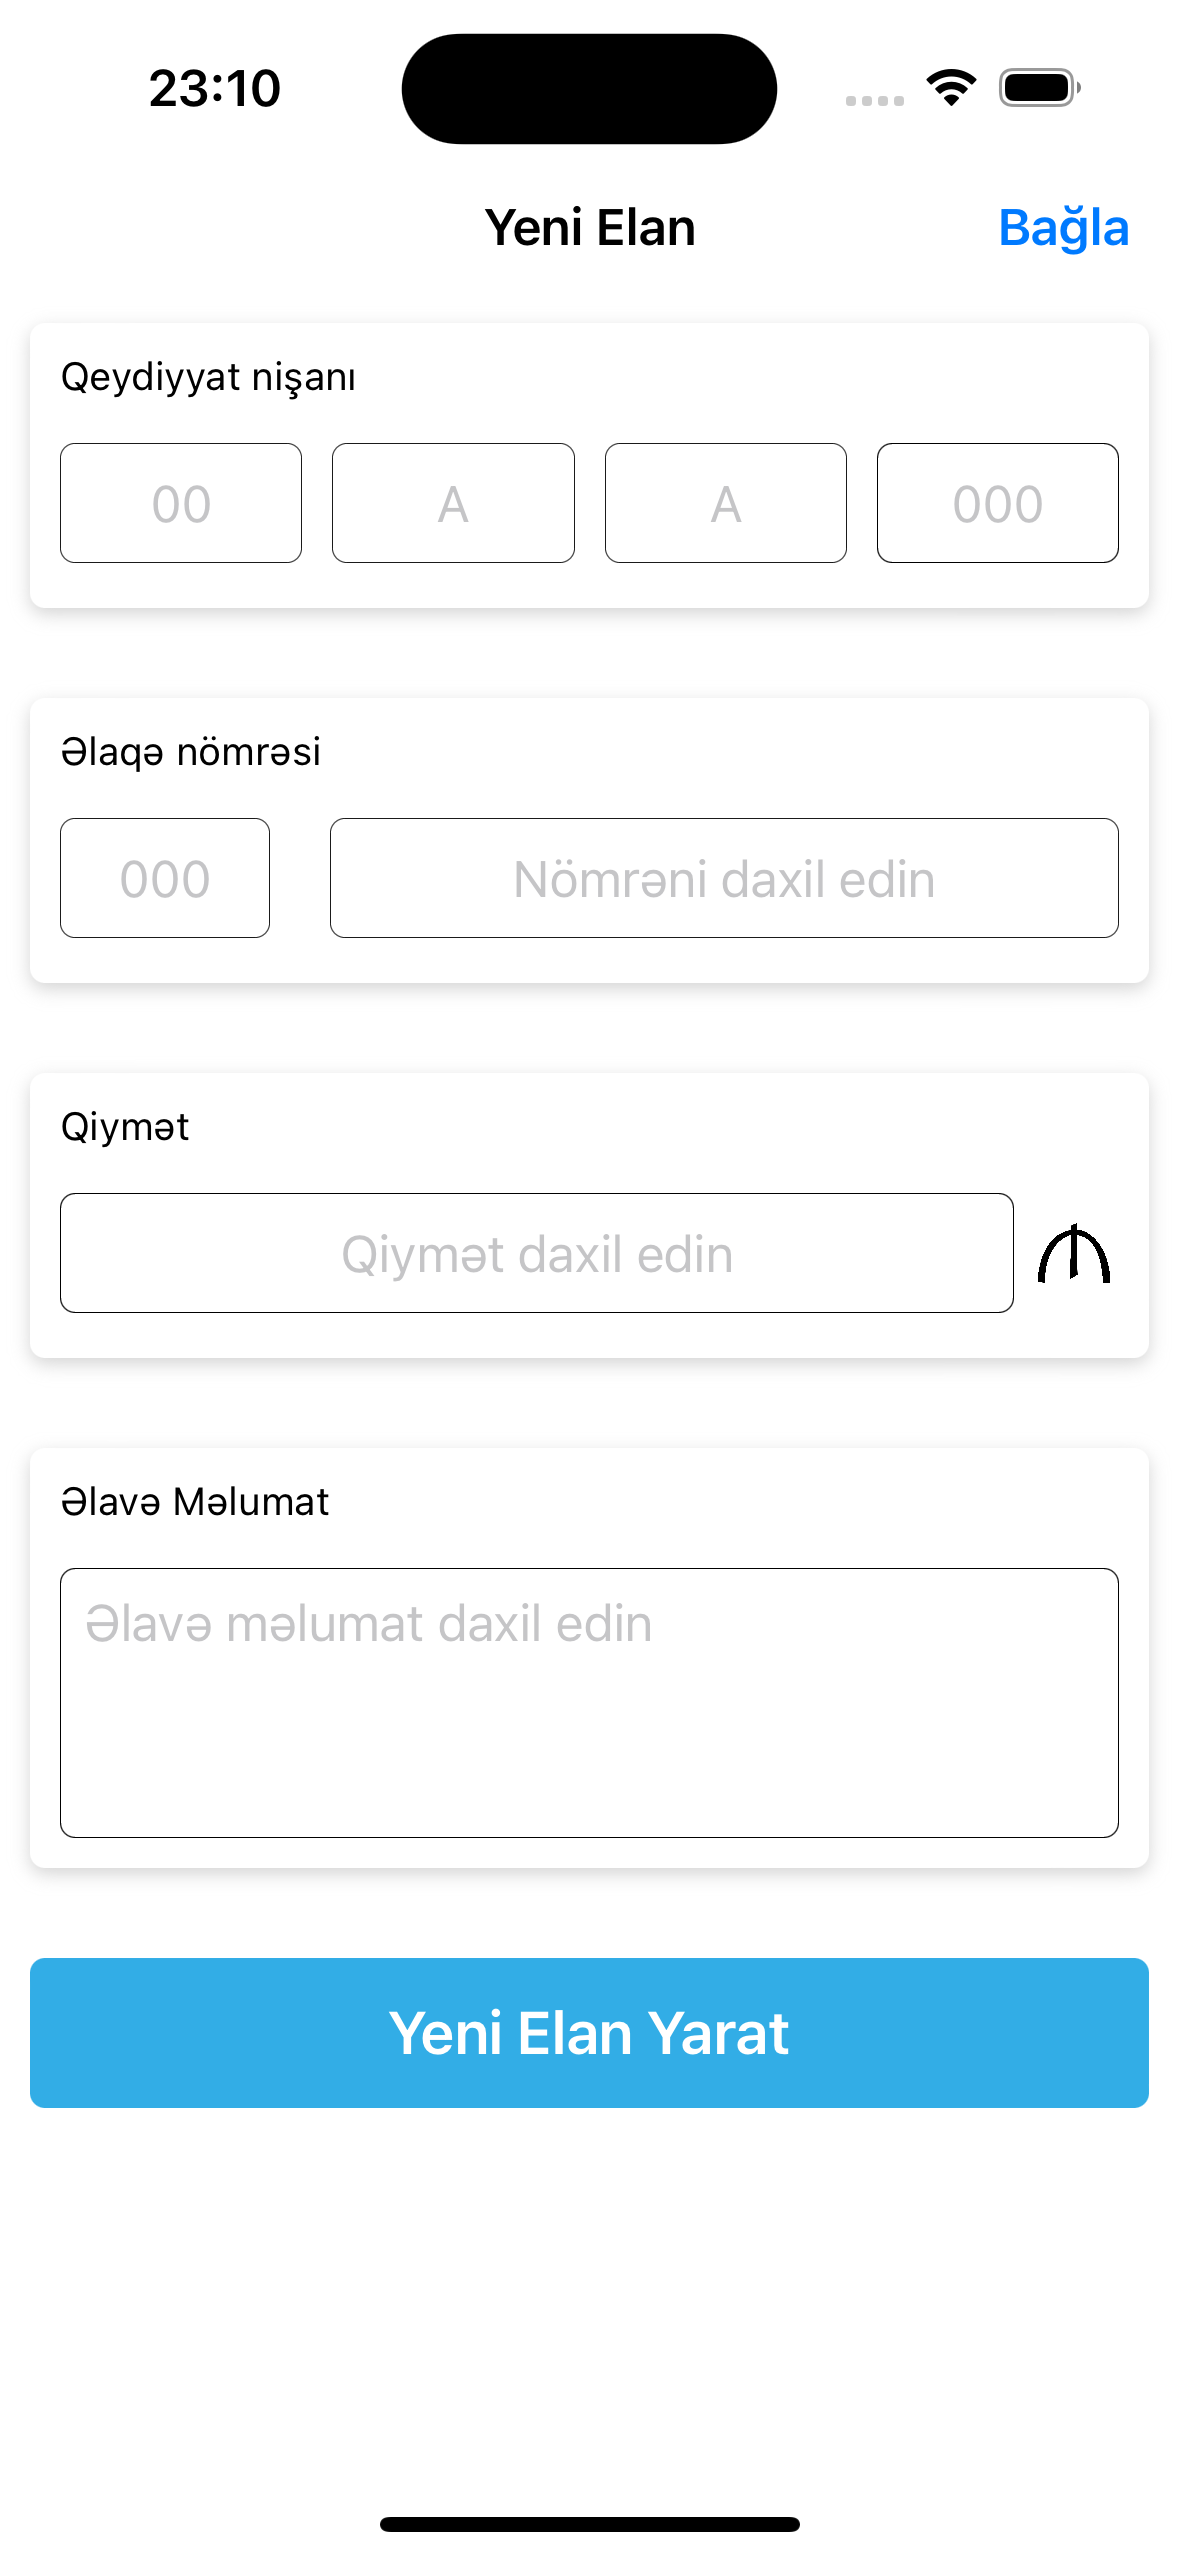 23:10
Yeni Elan
Bağla
Qeydiyyat nişanı
00 A A 000
Əlaqə nömrəsi
000 Nömrəni daxil edin
Qiymət
Qiymət daxil edin ₼
Əlavə Məlumat
Əlavə məlumat daxil edin
Yeni Elan Yarat